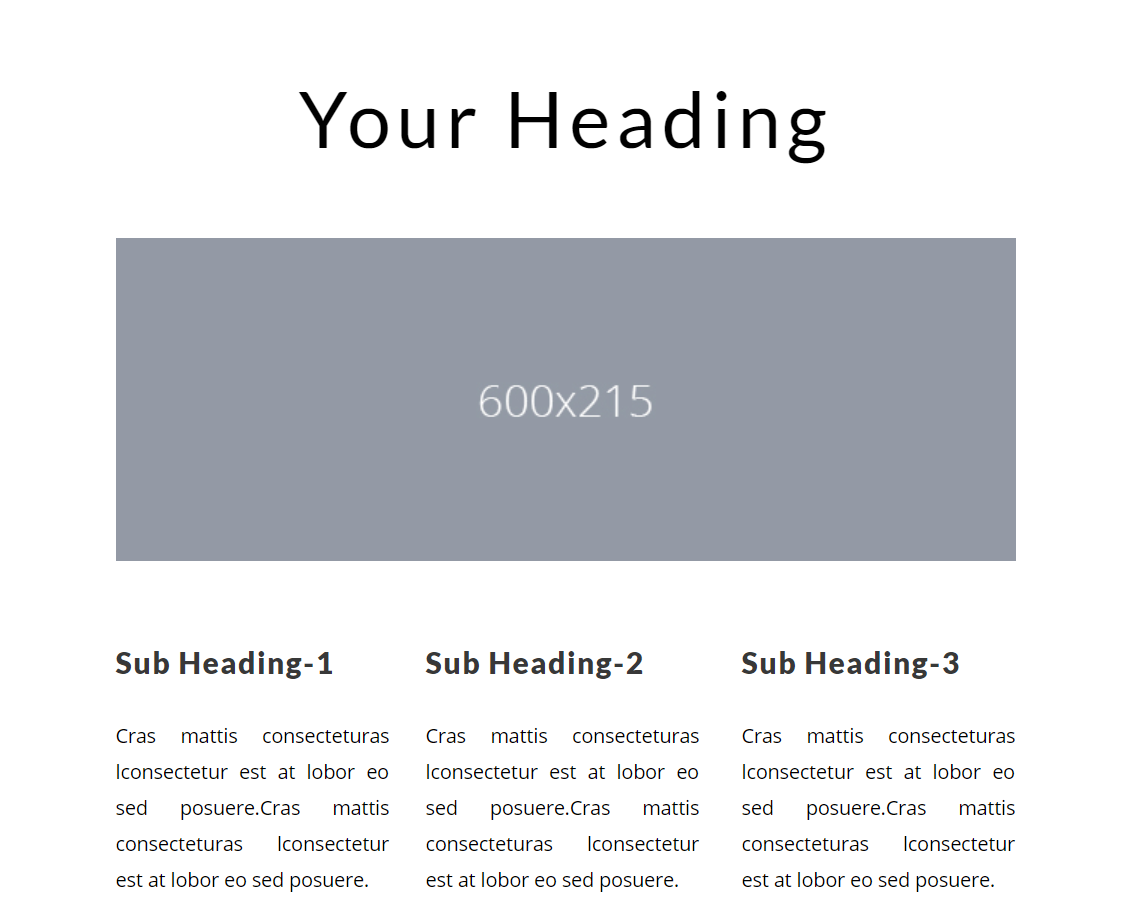 Your Heading
600x215
Sub Heading-1
Cras mattis consecteturas
lconsectetur est at lobor eo
sed posuere.Cras mattis
consecteturas lconsectetur
est at lobor eo sed posuere.
Sub Heading-2
Cras mattis consecteturas
lconsectetur est at lobor eo
sed posuere.Cras mattis
consecteturas lconsectetur
est at lobor eo sed posuere.
Sub Heading-3
Cras mattis consecteturas
lconsectetur est at lobor eo
sed posuere.Cras mattis
consecteturas lconsectetur
est at lobor eo sed posuere.